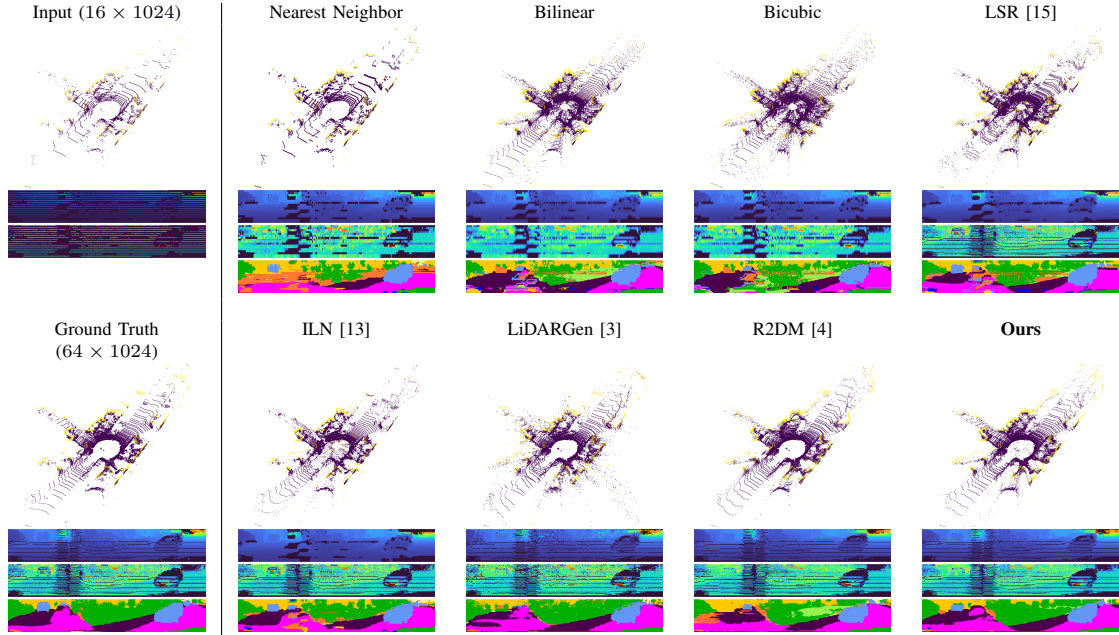 Input (16 × 1024)
Nearest Neighbor
Bilinear
Bicubic
LSR [15]
Ground Truth
(64 × 1024)
ILN [13]
LiDARGen [3]
R2DM [4]
Ours